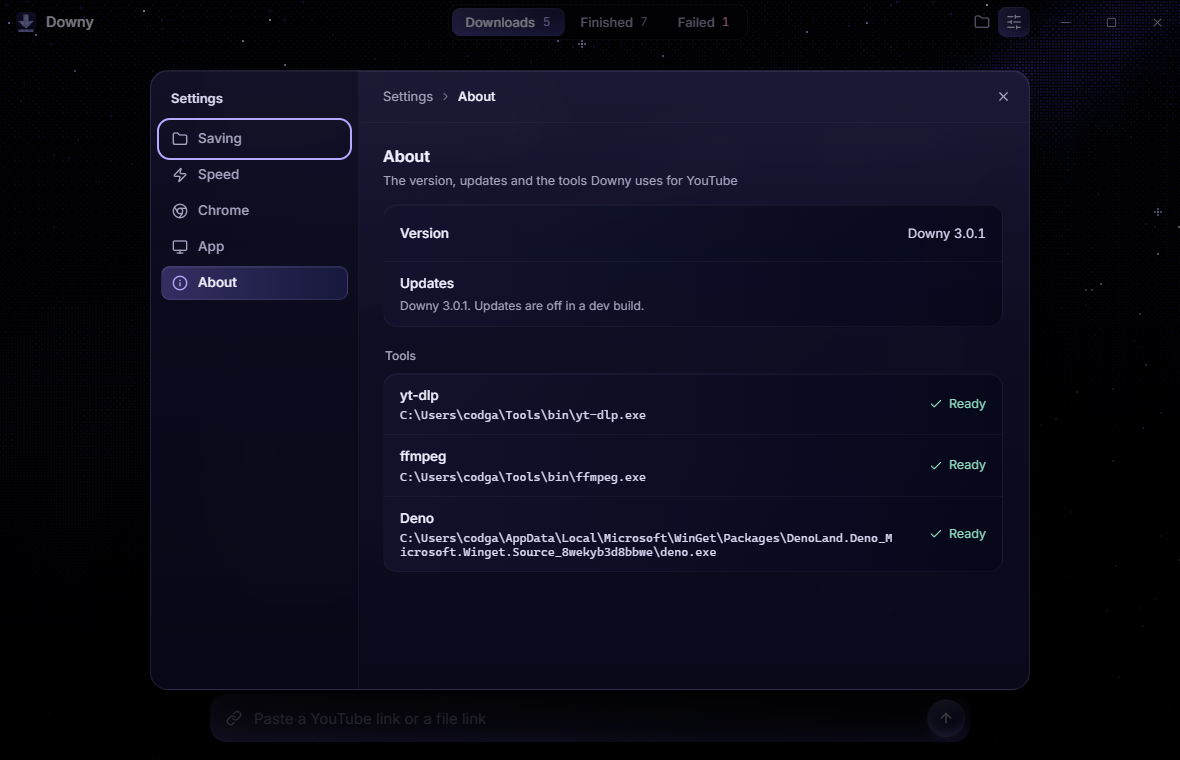 Downy
Downloads 5
Finished 7
Failed 1
Settings
Saving
Speed
Chrome
App
About
Settings > About
About
The version, updates and the tools Downy uses for YouTube
Version
Downy 3.0.1
Updates
Downy 3.0.1. Updates are off in a dev build.
Tools
yt-dlp
C:\Users\codga\Tools\bin\yt-dlp.exe
Ready
ffmpeg
C:\Users\codga\Tools\bin\ffmpeg.exe
Ready
Deno
C:\Users\codga\AppData\Local\Microsoft\WinGet\Packages\DenoLand.Deno_M
icrosoft.Winget.Source_8wekyb3d8bbwe\deno.exe
Ready
Paste a YouTube link or a file link